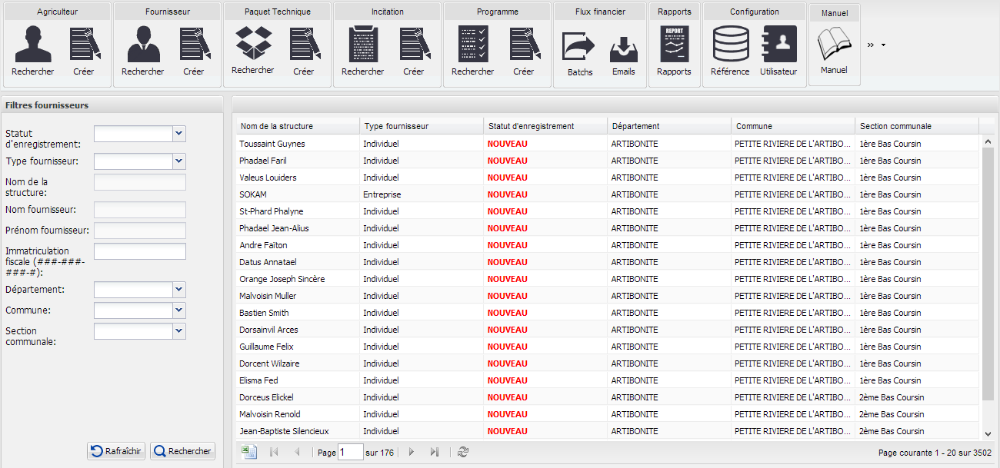 Agriculteur Fournisseur Paquet Technique Incitation Programme Flux financier Rapports Configuration Manuel
REPORT
Rechercher Créer Rechercher Créer Rechercher Créer Rechercher Créer Rechercher Créer Batchs Emails Rapports Référence Utilisateur Manuel »
Filtres fournisseurs
Statut
d'enregistrement:
Type fournisseur:
Nom de la
structure:
Nom fournisseur:
Prénom fournisseur:
Immatriculation
fiscale (###-###-
###-#):
Département:
Commune:
Section
communale:
Rafraîchir Rechercher
Nom de la structure Type fournisseur Statut d'enregistrement Département Commune Section communale
Toussaint Guynes Individuel NOUVEAU ARTIBONITE PETITE RIVIERE DE L'ARTIBO... 1ère Bas Coursin
Phadael Faril Individuel NOUVEAU ARTIBONITE PETITE RIVIERE DE L'ARTIBO... 1ère Bas Coursin
Valeus Louiders Individuel NOUVEAU ARTIBONITE PETITE RIVIERE DE L'ARTIBO... 1ère Bas Coursin
SOKAM Entreprise NOUVEAU ARTIBONITE PETITE RIVIERE DE L'ARTIBO... 1ère Bas Coursin
St-Phard Phalyne Individuel NOUVEAU ARTIBONITE PETITE RIVIERE DE L'ARTIBO... 1ère Bas Coursin
Phadael Jean-Alius Individuel NOUVEAU ARTIBONITE PETITE RIVIERE DE L'ARTIBO... 1ère Bas Coursin
Andre Faïton Individuel NOUVEAU ARTIBONITE PETITE RIVIERE DE L'ARTIBO... 1ère Bas Coursin
Datus Annatael Individuel NOUVEAU ARTIBONITE PETITE RIVIERE DE L'ARTIBO... 1ère Bas Coursin
Orange Joseph Sincère Individuel NOUVEAU ARTIBONITE PETITE RIVIERE DE L'ARTIBO... 1ère Bas Coursin
Malvoisin Muller Individuel NOUVEAU ARTIBONITE PETITE RIVIERE DE L'ARTIBO... 1ère Bas Coursin
Bastien Smith Individuel NOUVEAU ARTIBONITE PETITE RIVIERE DE L'ARTIBO... 1ère Bas Coursin
Dorsainvil Arces Individuel NOUVEAU ARTIBONITE PETITE RIVIERE DE L'ARTIBO... 1ère Bas Coursin
Guillaume Felix Individuel NOUVEAU ARTIBONITE PETITE RIVIERE DE L'ARTIBO... 1ère Bas Coursin
Dorcent Wilzaire Individuel NOUVEAU ARTIBONITE PETITE RIVIERE DE L'ARTIBO... 1ère Bas Coursin
Elisma Fed Individuel NOUVEAU ARTIBONITE PETITE RIVIERE DE L'ARTIBO... 1ère Bas Coursin
Dorceus Elickel Individuel NOUVEAU ARTIBONITE PETITE RIVIERE DE L'ARTIBO... 2ème Bas Coursin
Malvoisin Renold Individuel NOUVEAU ARTIBONITE PETITE RIVIERE DE L'ARTIBO... 2ème Bas Coursin
Jean-Baptiste Silencieux Individuel NOUVEAU ARTIBONITE PETITE RIVIERE DE L'ARTIBO... 2ème Bas Coursin
Page 1 sur 176 Page courante 1 - 20 sur 3502